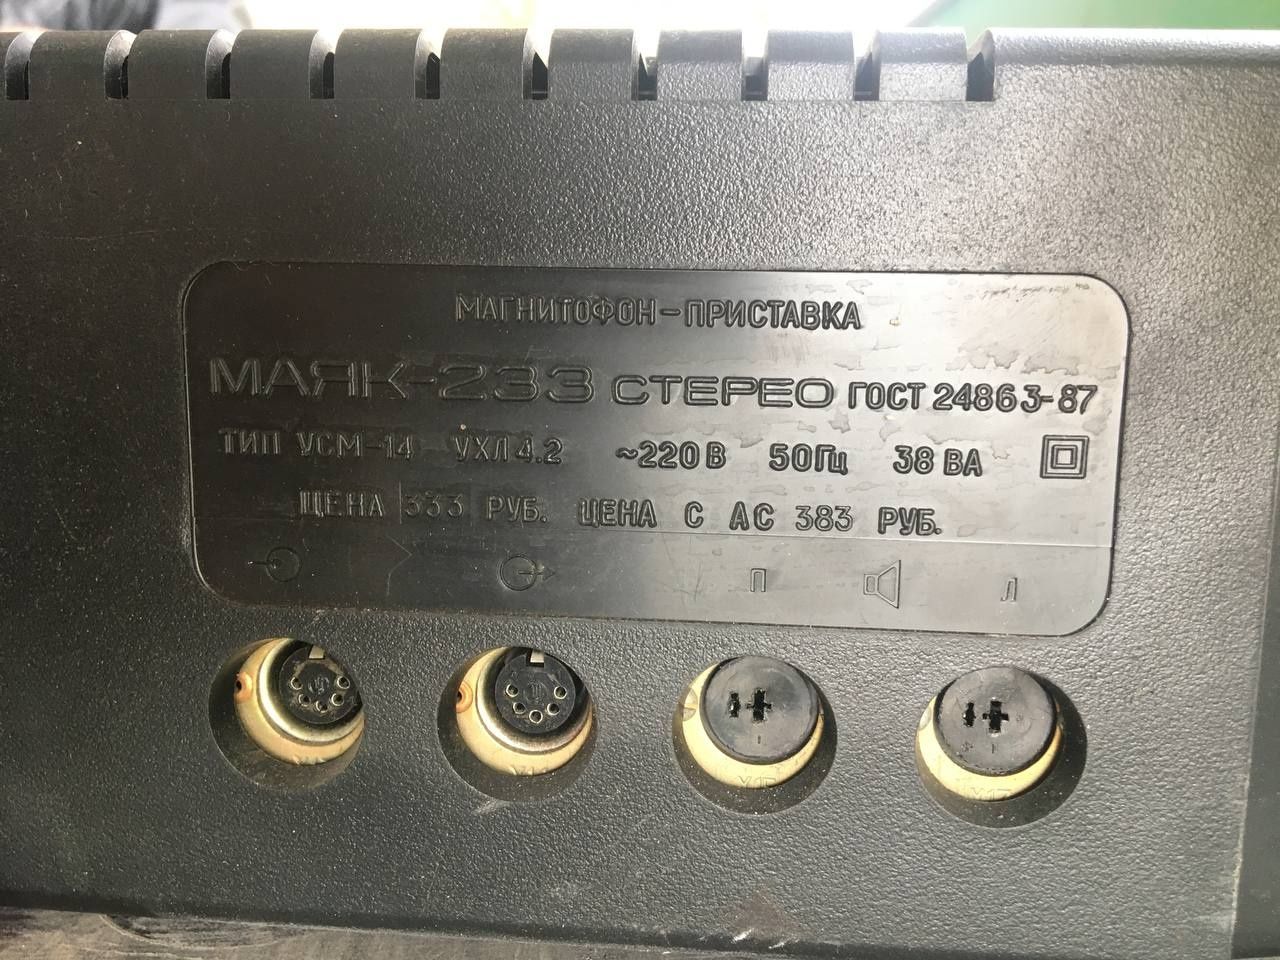 МАГНИТОФОН-ПРИСТАВКА
МАЯК-233 СТЕРЕО ГОСТ 24863-87
ТИП УСМ-14 УХЛ 4.2 ~220 В 50Гц 38 ВА
ЦЕНА 333 РУБ. ЦЕНА С АС 383 РУБ.
П Л